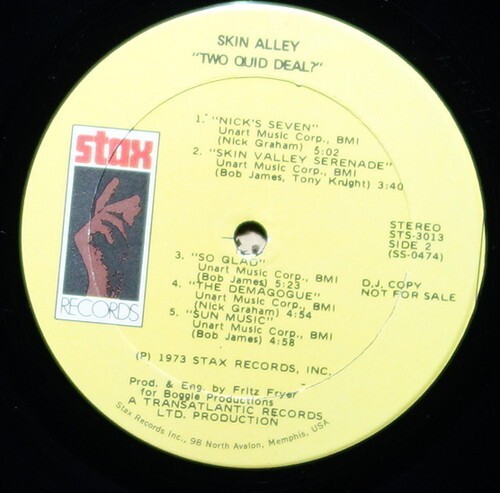 SKIN ALLEY
"TWO QUID DEAL?"
1. "NICK'S SEVEN"
Unart Music Corp., BMI
(Nick Graham) 5:02
2. "SKIN VALLEY SERENADE"
Unart Music Corp., BMI
(Bob James, Tony Knight) 3:40
stax
RECORDS
STEREO
STS-3013
SIDE 2
(SS-0474)
3. "SO GLAD"
Unart Music Corp., BMI
(Bob James) 5:23
4. "THE DEMAGOGUE"
Unart Music Corp., BMI
(Nick Graham) 4:54
5. "SUN MUSIC"
Unart Music Corp., BMI
(Bob James) 4:58
D.J. COPY
NOT FOR SALE
(P) 1973 STAX RECORDS, INC.
Prod. & Eng. by Fritz Fryer
for Boggle Productions
A TRANSATLANTIC RECORDS
LTD. PRODUCTION
Stax Records Inc., 98 North Avalon, Memphis, USA